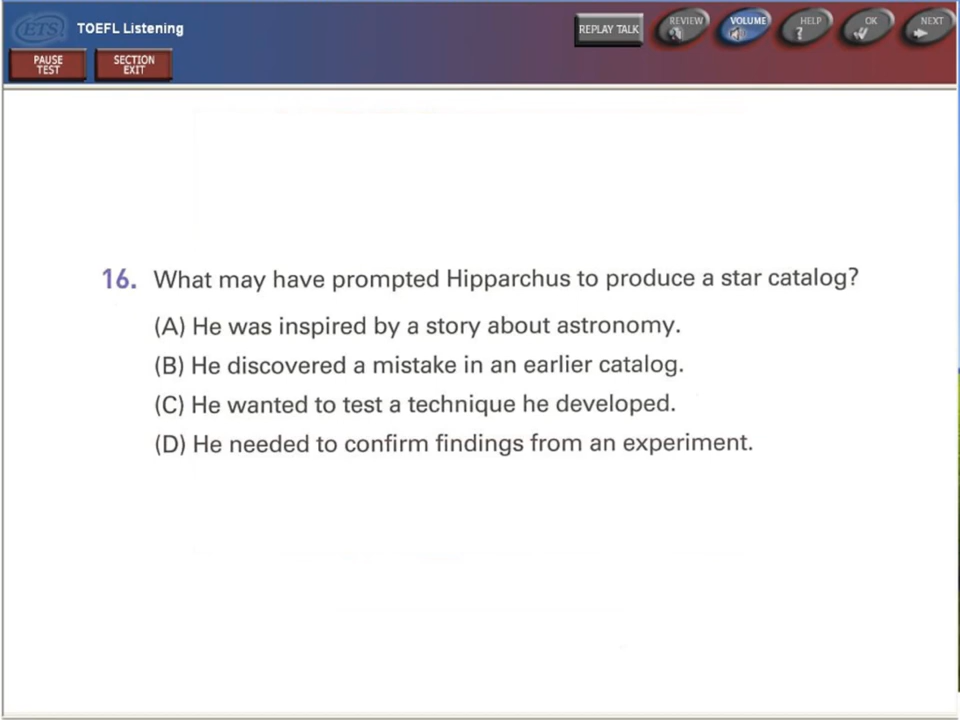 ETS
TOEFL Listening
REPLAY TALK
REVIEW
VOLUME
HELP
?
OK
NEXT
PAUSE
TEST
SECTION
EXIT
16. What may have prompted Hipparchus to produce a star catalog?
(A) He was inspired by a story about astronomy.
(B) He discovered a mistake in an earlier catalog.
(C) He wanted to test a technique he developed.
(D) He needed to confirm findings from an experiment.